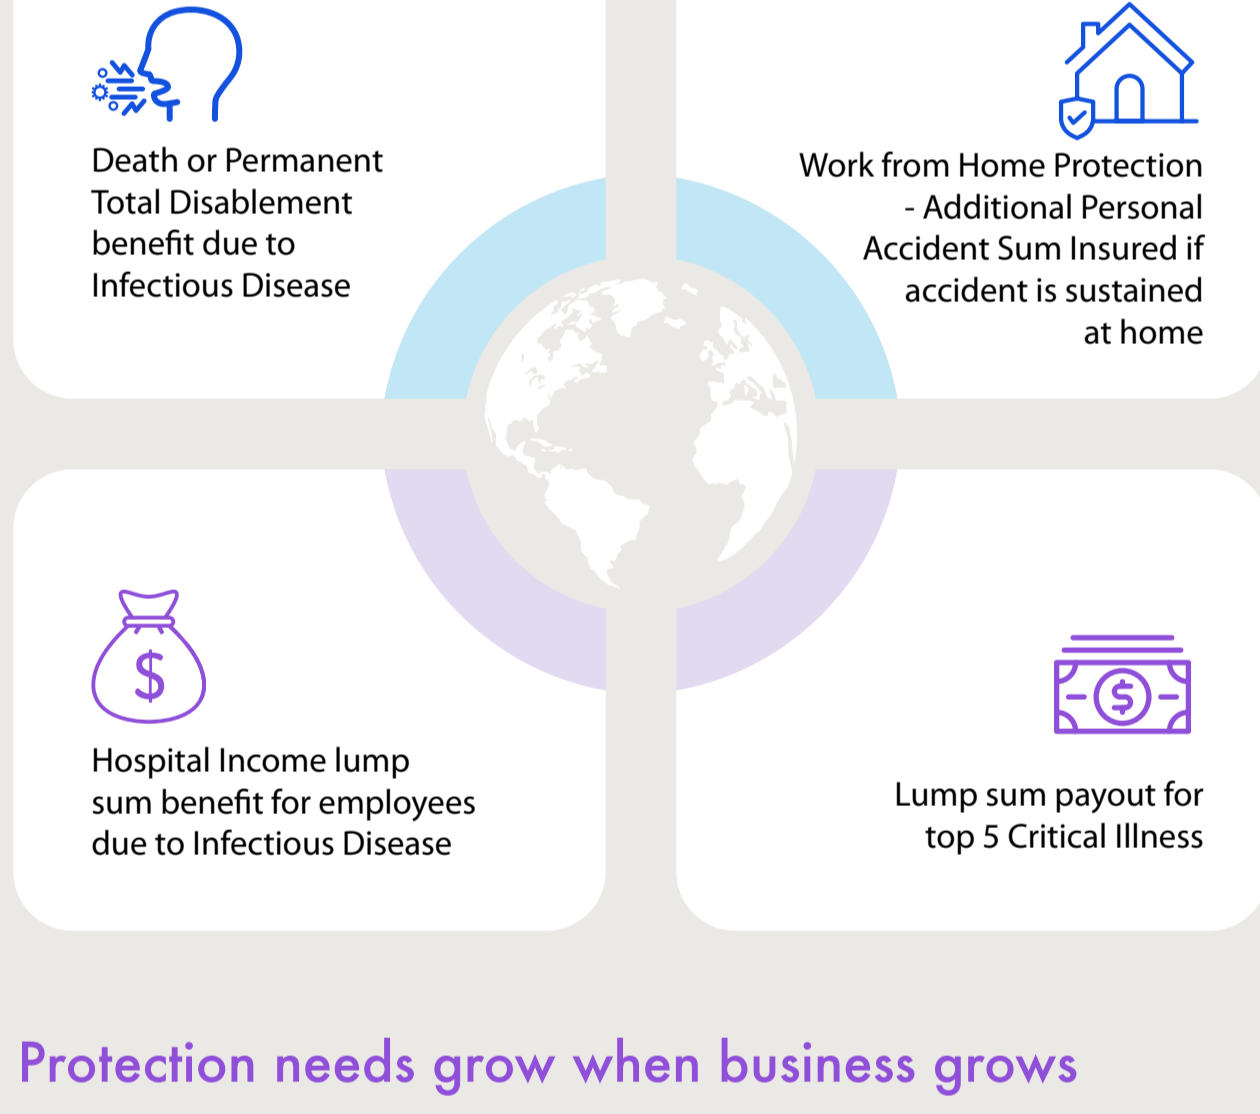 Death or Permanent
Total Disablement
benefit due to
Infectious Disease
Work from Home Protection
- Additional Personal
Accident Sum Insured if
accident is sustained
at home
$
Hospital Income lump
sum benefit for employees
due to Infectious Disease
$
Lump sum payout for
top 5 Critical Illness
Protection needs grow when business grows